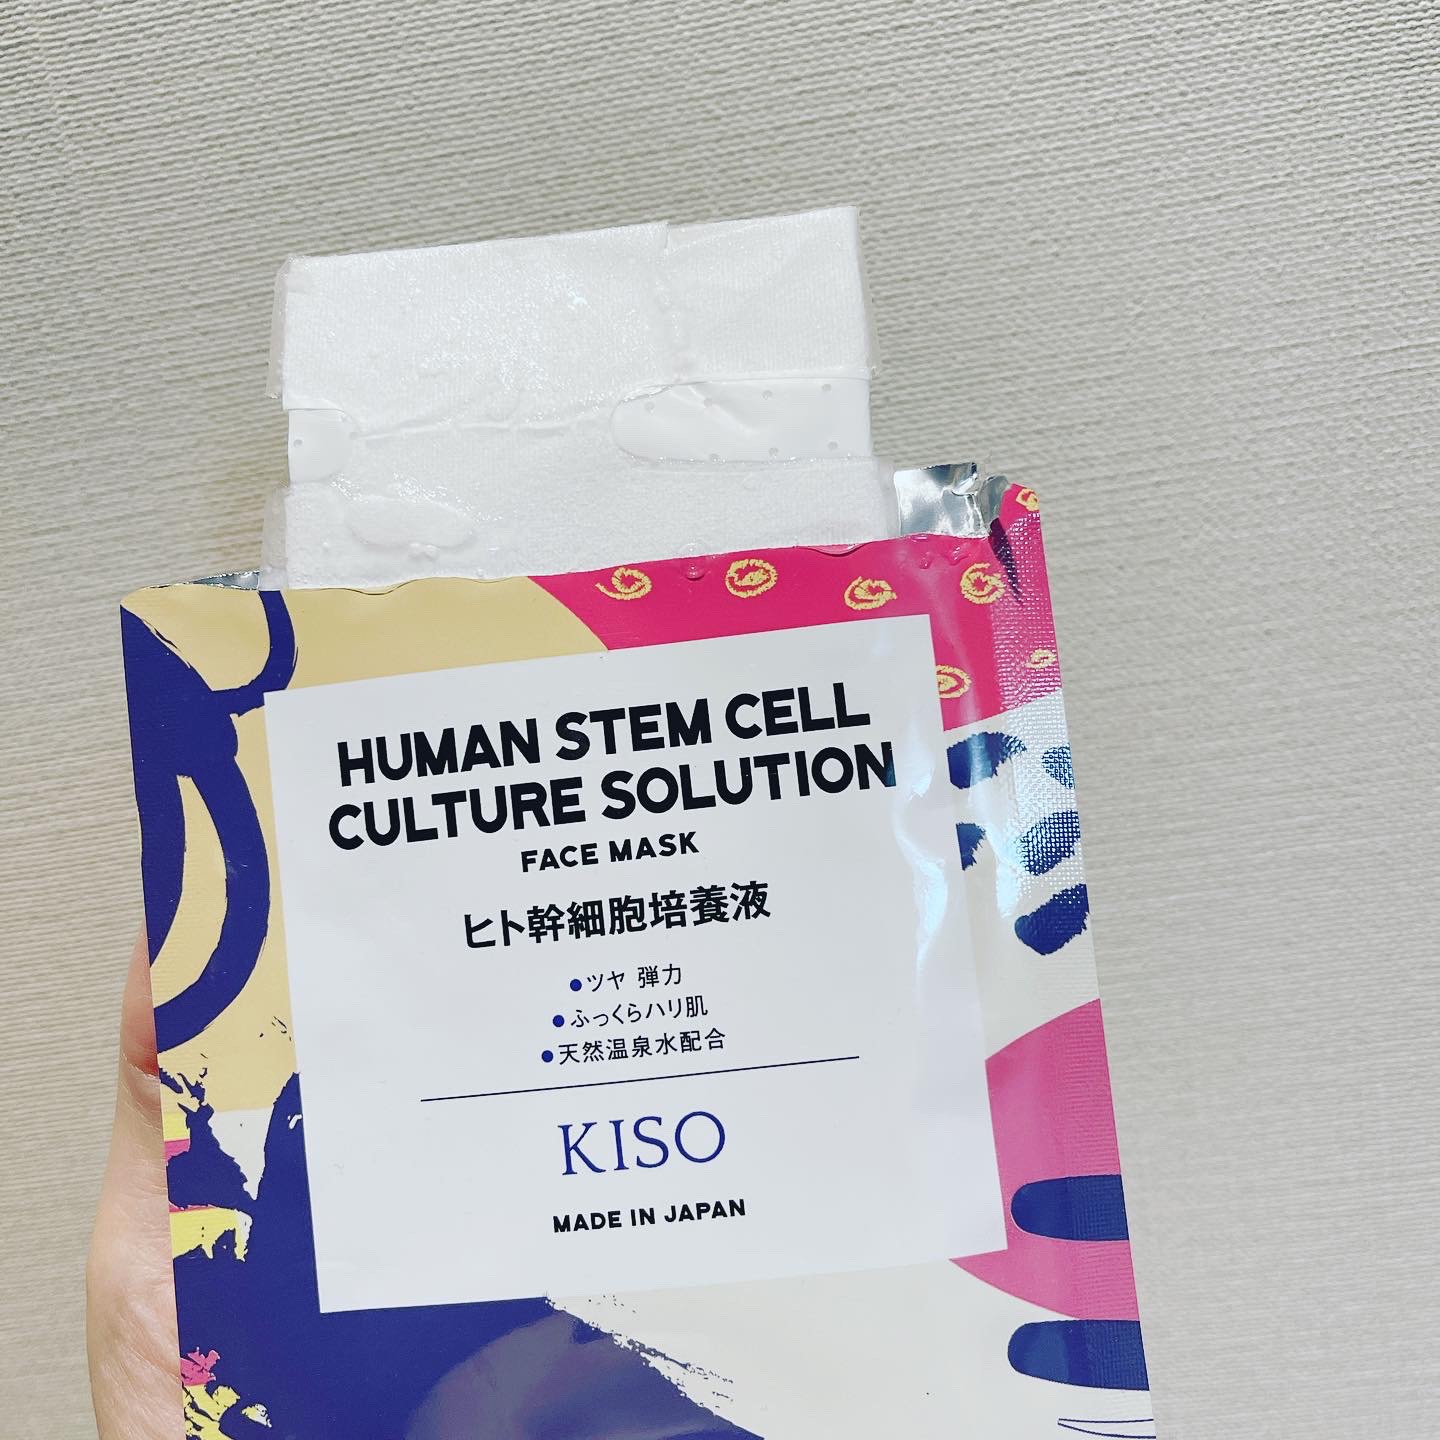 HUMAN STEM CELL
CULTURE SOLUTION
FACE MASK
ヒト幹細胞培養液
●ツヤ 弾力
●ふっくらハリ肌
●天然温泉水配合
KISO
MADE IN JAPAN